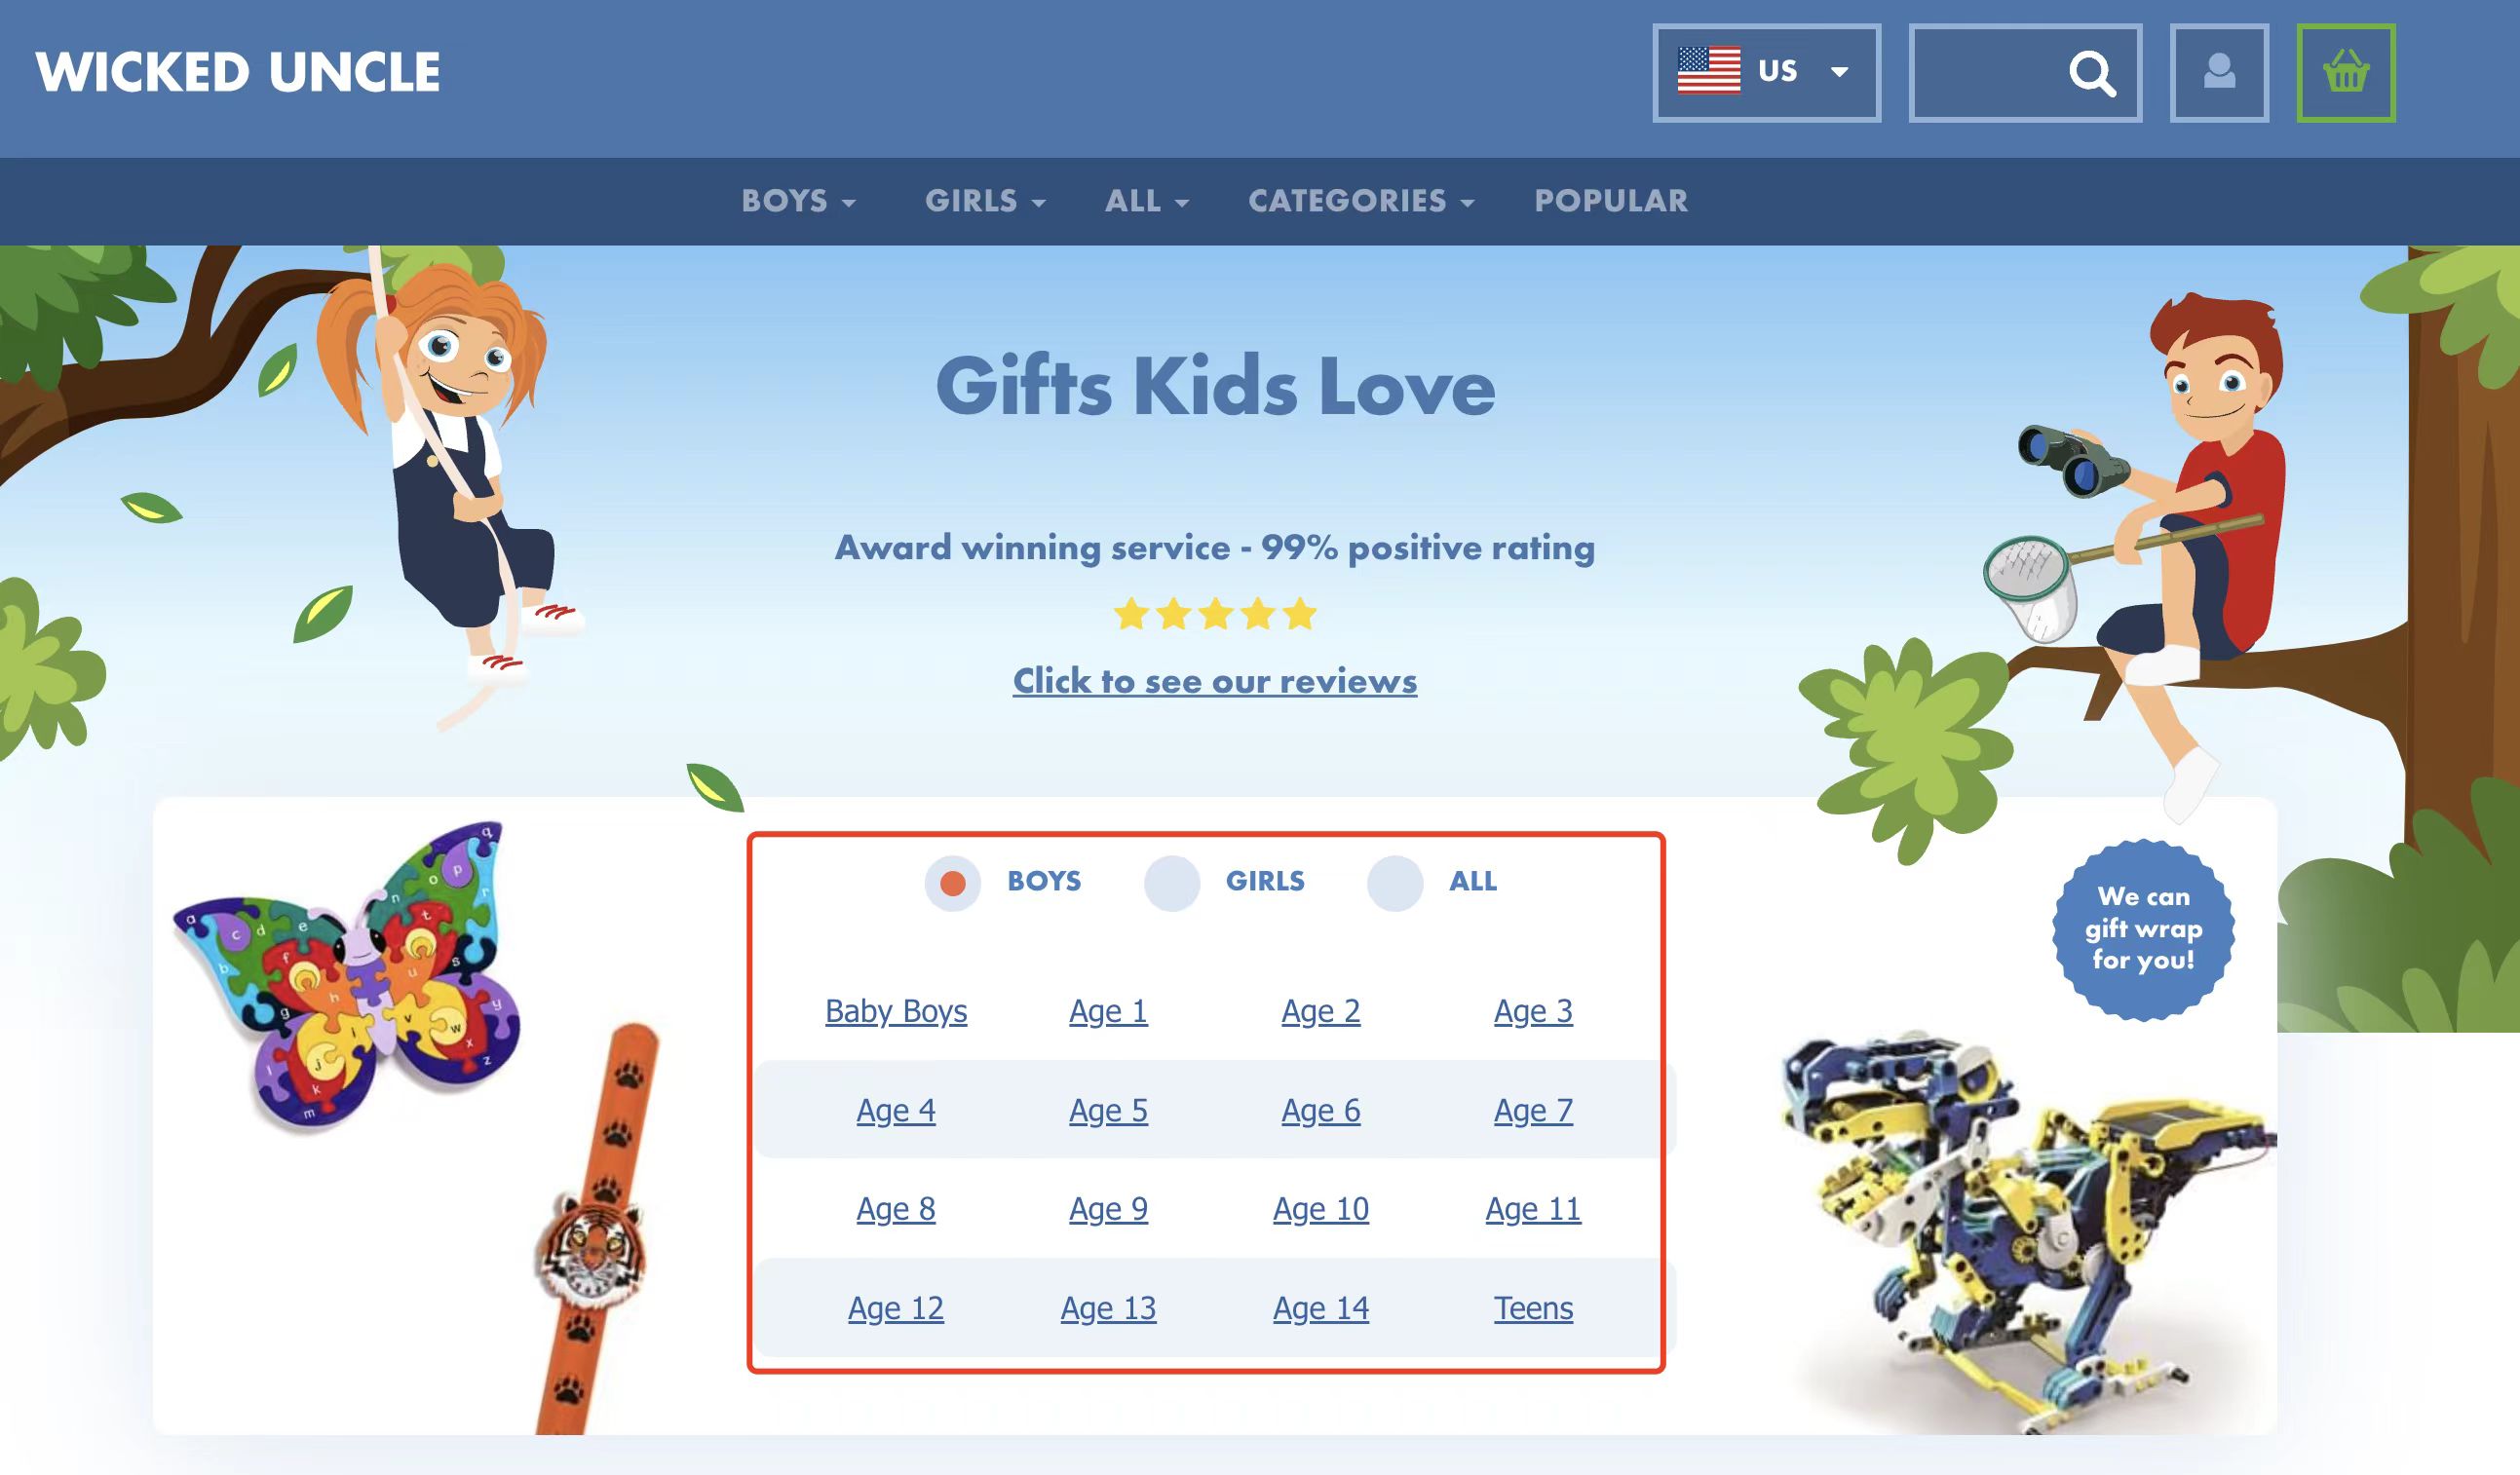 WICKED UNCLE
US
BOYS GIRLS ALL CATEGORIES POPULAR
Gifts Kids Love
Award winning service - 99% positive rating
Click to see our reviews
BOYS GIRLS ALL
We can
gift wrap
for you!
Baby Boys Age 1 Age 2 Age 3
Age 4 Age 5 Age 6 Age 7
Age 8 Age 9 Age 10 Age 11
Age 12 Age 13 Age 14 Teens